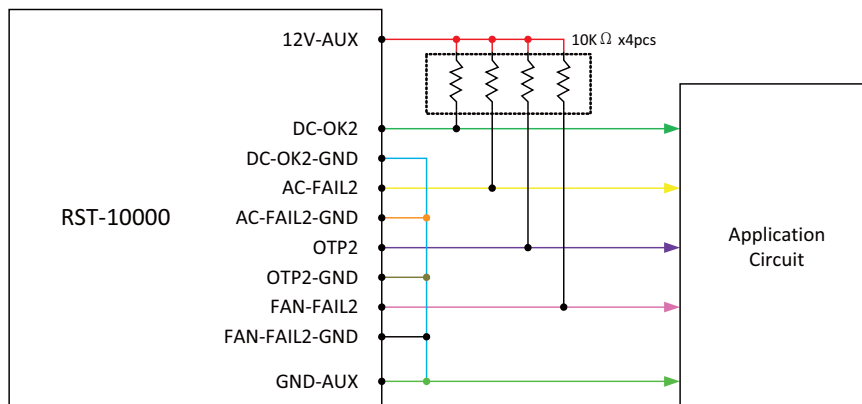 12V-AUX
10KΩ x4pcs
DC-OK2
DC-OK2-GND
AC-FAIL2
RST-10000
AC-FAIL2-GND
OTP2
Application
Circuit
OTP2-GND
FAN-FAIL2
FAN-FAIL2-GND
GND-AUX